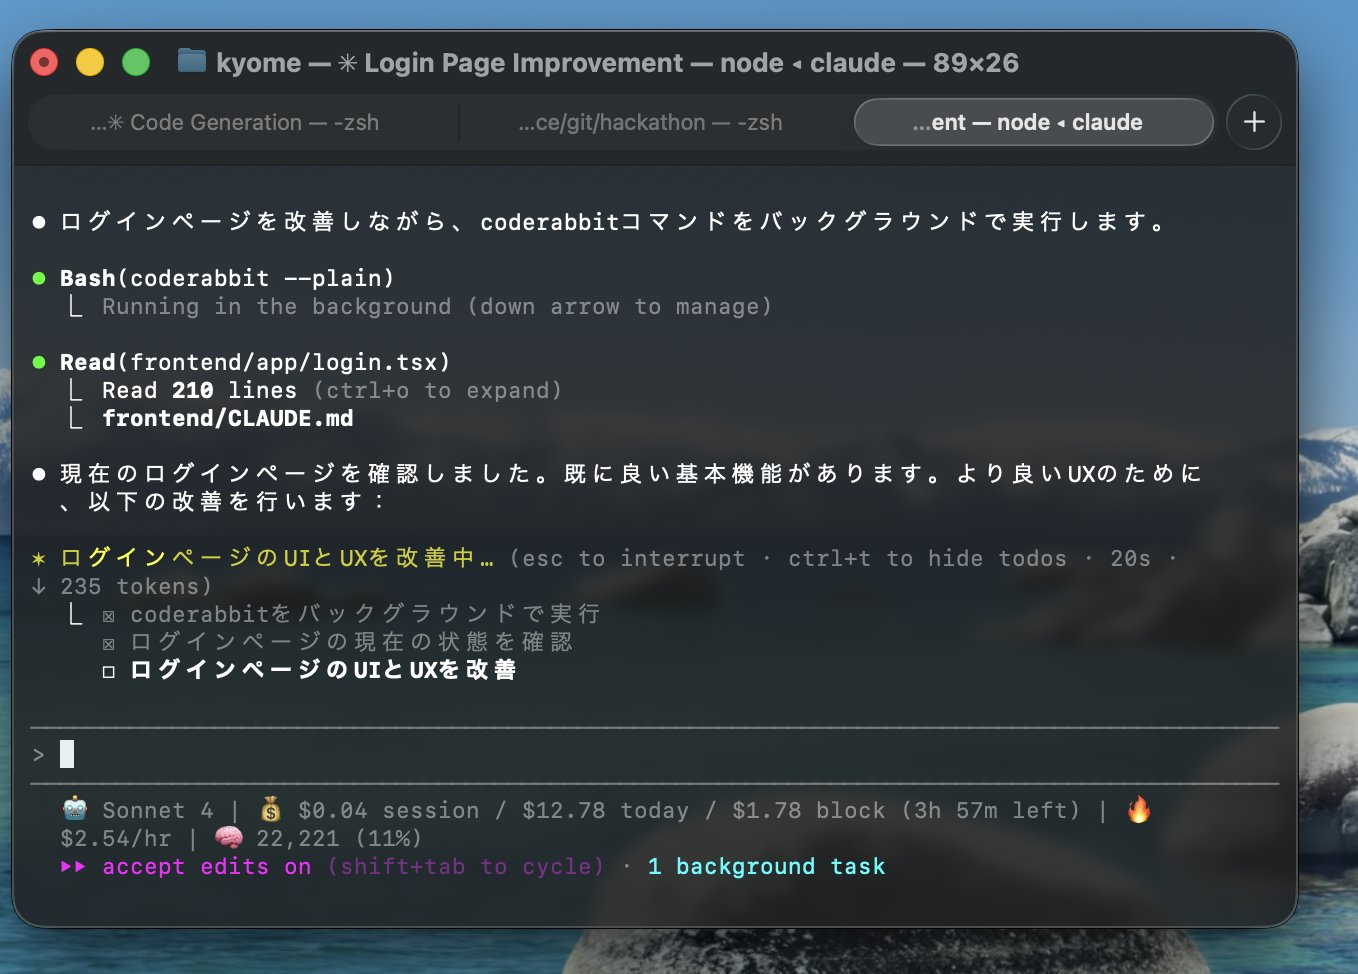 kyome — ✳ Login Page Improvement — node ◂ claude — 89×26
...✳ Code Generation — -zsh
...ce/git/hackathon — -zsh
...ent — node ◂ claude
+
● ログインページを改善しながら、coderabbitコマンドをバックグラウンドで実行します。
● Bash(coderabbit --plain)
⎿ Running in the background (down arrow to manage)
● Read(frontend/app/login.tsx)
⎿ Read 210 lines (ctrl+o to expand)
⎿ frontend/CLAUDE.md
● 現在のログインページを確認しました。既に良い基本機能があります。より良いUXのために
、以下の改善を行います：
✶ ログインページのUIとUXを改善中… (esc to interrupt · ctrl+t to hide todos · 20s ·
↓ 235 tokens)
⎿ ☒ coderabbitをバックグラウンドで実行
☒ ログインページの現在の状態を確認
☐ ログインページのUIとUXを改善
>
🤖 Sonnet 4 | 💰 $0.04 session / $12.78 today / $1.78 block (3h 57m left) | 🔥
$2.54/hr | 🧠 22,221 (11%)
⏵⏵ accept edits on (shift+tab to cycle) · 1 background task